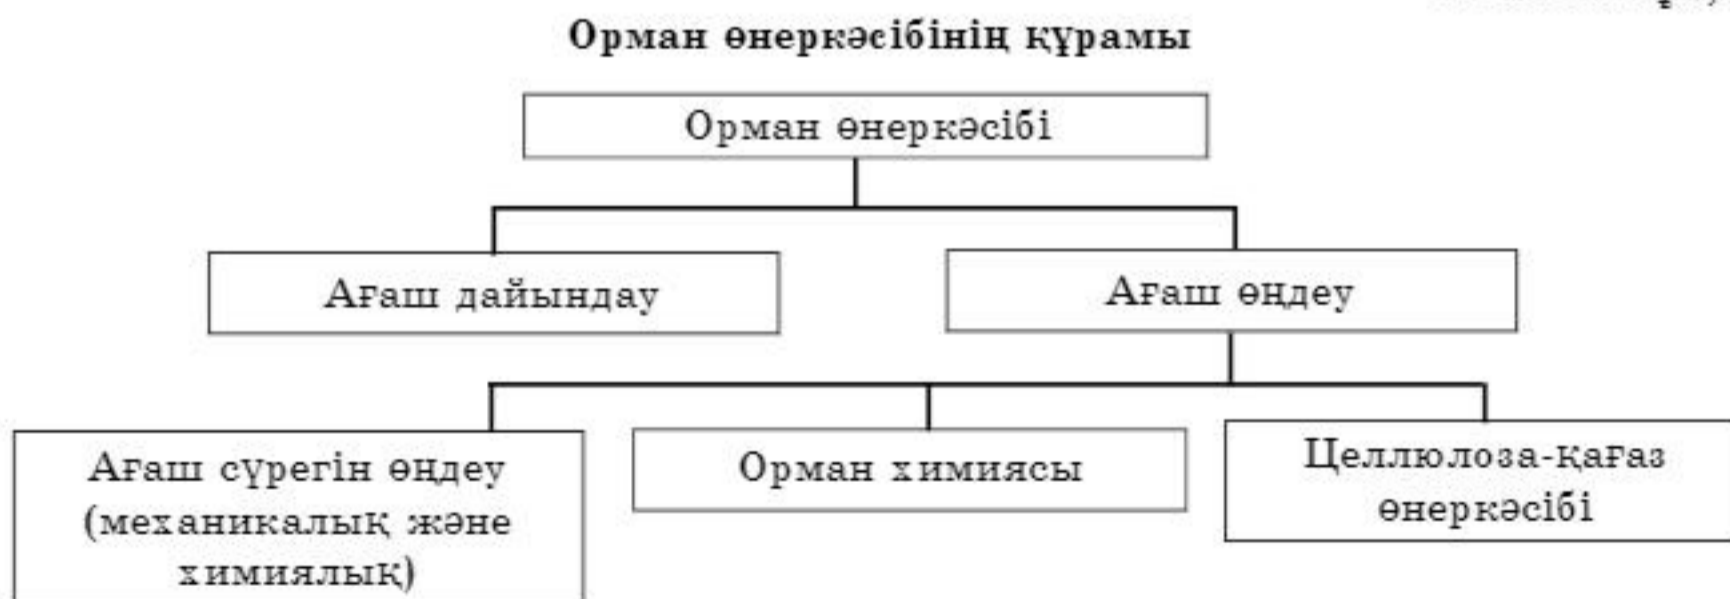 Орман өнеркәсібінің құрамы
Орман өнеркәсібі
Ағаш дайындау
Ағаш өңдеу
Ағаш сүрегін өңдеу
(механикалық және
химиялық)
Орман химиясы
Целлюлоза-қағаз
өнеркәсібі